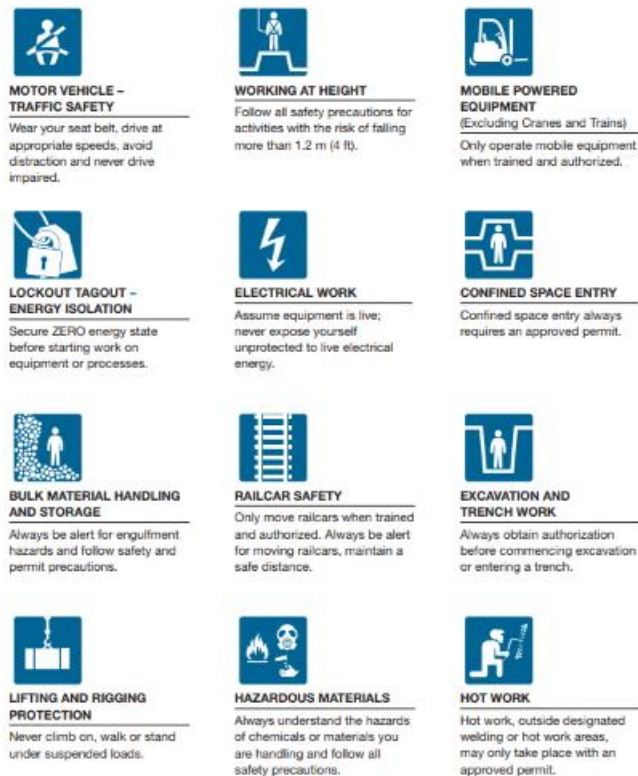 MOTOR VEHICLE –
TRAFFIC SAFETY
Wear your seat belt, drive at
appropriate speeds, avoid
distraction and never drive
impaired.
WORKING AT HEIGHT
Follow all safety precautions for
activities with the risk of falling
more than 1.2 m (4 ft).
MOBILE POWERED
EQUIPMENT
(Excluding Cranes and Trains)
Only operate mobile equipment
when trained and authorized.
LOCKOUT TAGOUT –
ENERGY ISOLATION
Secure ZERO energy state
before starting work on
equipment or processes.
ELECTRICAL WORK
Assume equipment is live;
never expose yourself
unprotected to live electrical
energy.
CONFINED SPACE ENTRY
Confined space entry always
requires an approved permit.
BULK MATERIAL HANDLING
AND STORAGE
Always be alert for engulfment
hazards and follow safety and
permit precautions.
RAILCAR SAFETY
Only move railcars when trained
and authorized. Always be alert
for moving railcars, maintain a
safe distance.
EXCAVATION AND
TRENCH WORK
Always obtain authorization
before commencing excavation
or entering a trench.
LIFTING AND RIGGING
PROTECTION
Never climb on, walk or stand
under suspended loads.
HAZARDOUS MATERIALS
Always understand the hazards
of chemicals or materials you
are handling and follow all
safety precautions.
HOT WORK
Hot work, outside designated
welding or hot work areas,
may only take place with an
approved permit.